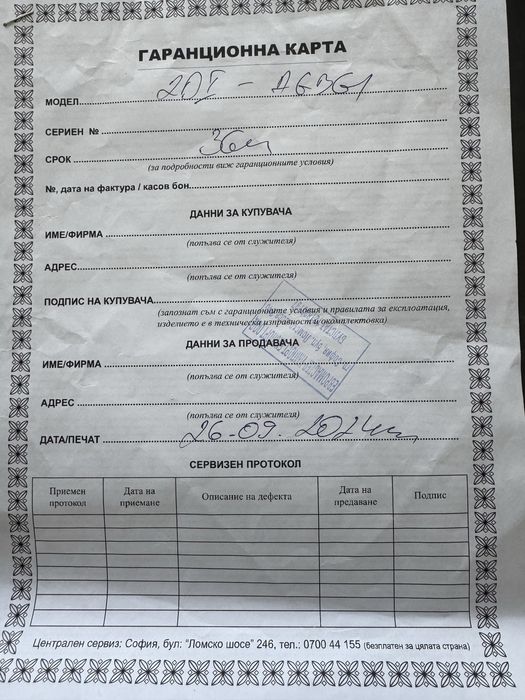 ГАРАНЦИОННА КАРТА
МОДЕЛ
СЕРИЕН №
СРОК 36м
(за подробности виж гаранционните условия)
№, дата на фактура / касов бон
ДАННИ ЗА КУПУВАЧА
ИМЕ/ФИРМА
(попълва се от служителя)
АДРЕС
(попълва се от служителя)
ПОДПИС НА КУПУВАЧА
(запознат съм с гаранционните условия и правилата за експлоатация,
изделието е в техническа изправност и окомплектовка)
ДАННИ ЗА ПРОДАВАЧА
ИМЕ/ФИРМА
(попълва се от служителя)
АДРЕС
(попълва се от служителя)
ДАТА/ПЕЧАТ 26.09.2024
СЕРВИЗЕН ПРОТОКОЛ
Приемен протокол Дата на приемане Описание на дефекта Дата на предаване Подпис
Централен сервиз: София, бул: "Ломско шосе" 246, тел.: 0700 44 155 (безплатен за цялата страна)